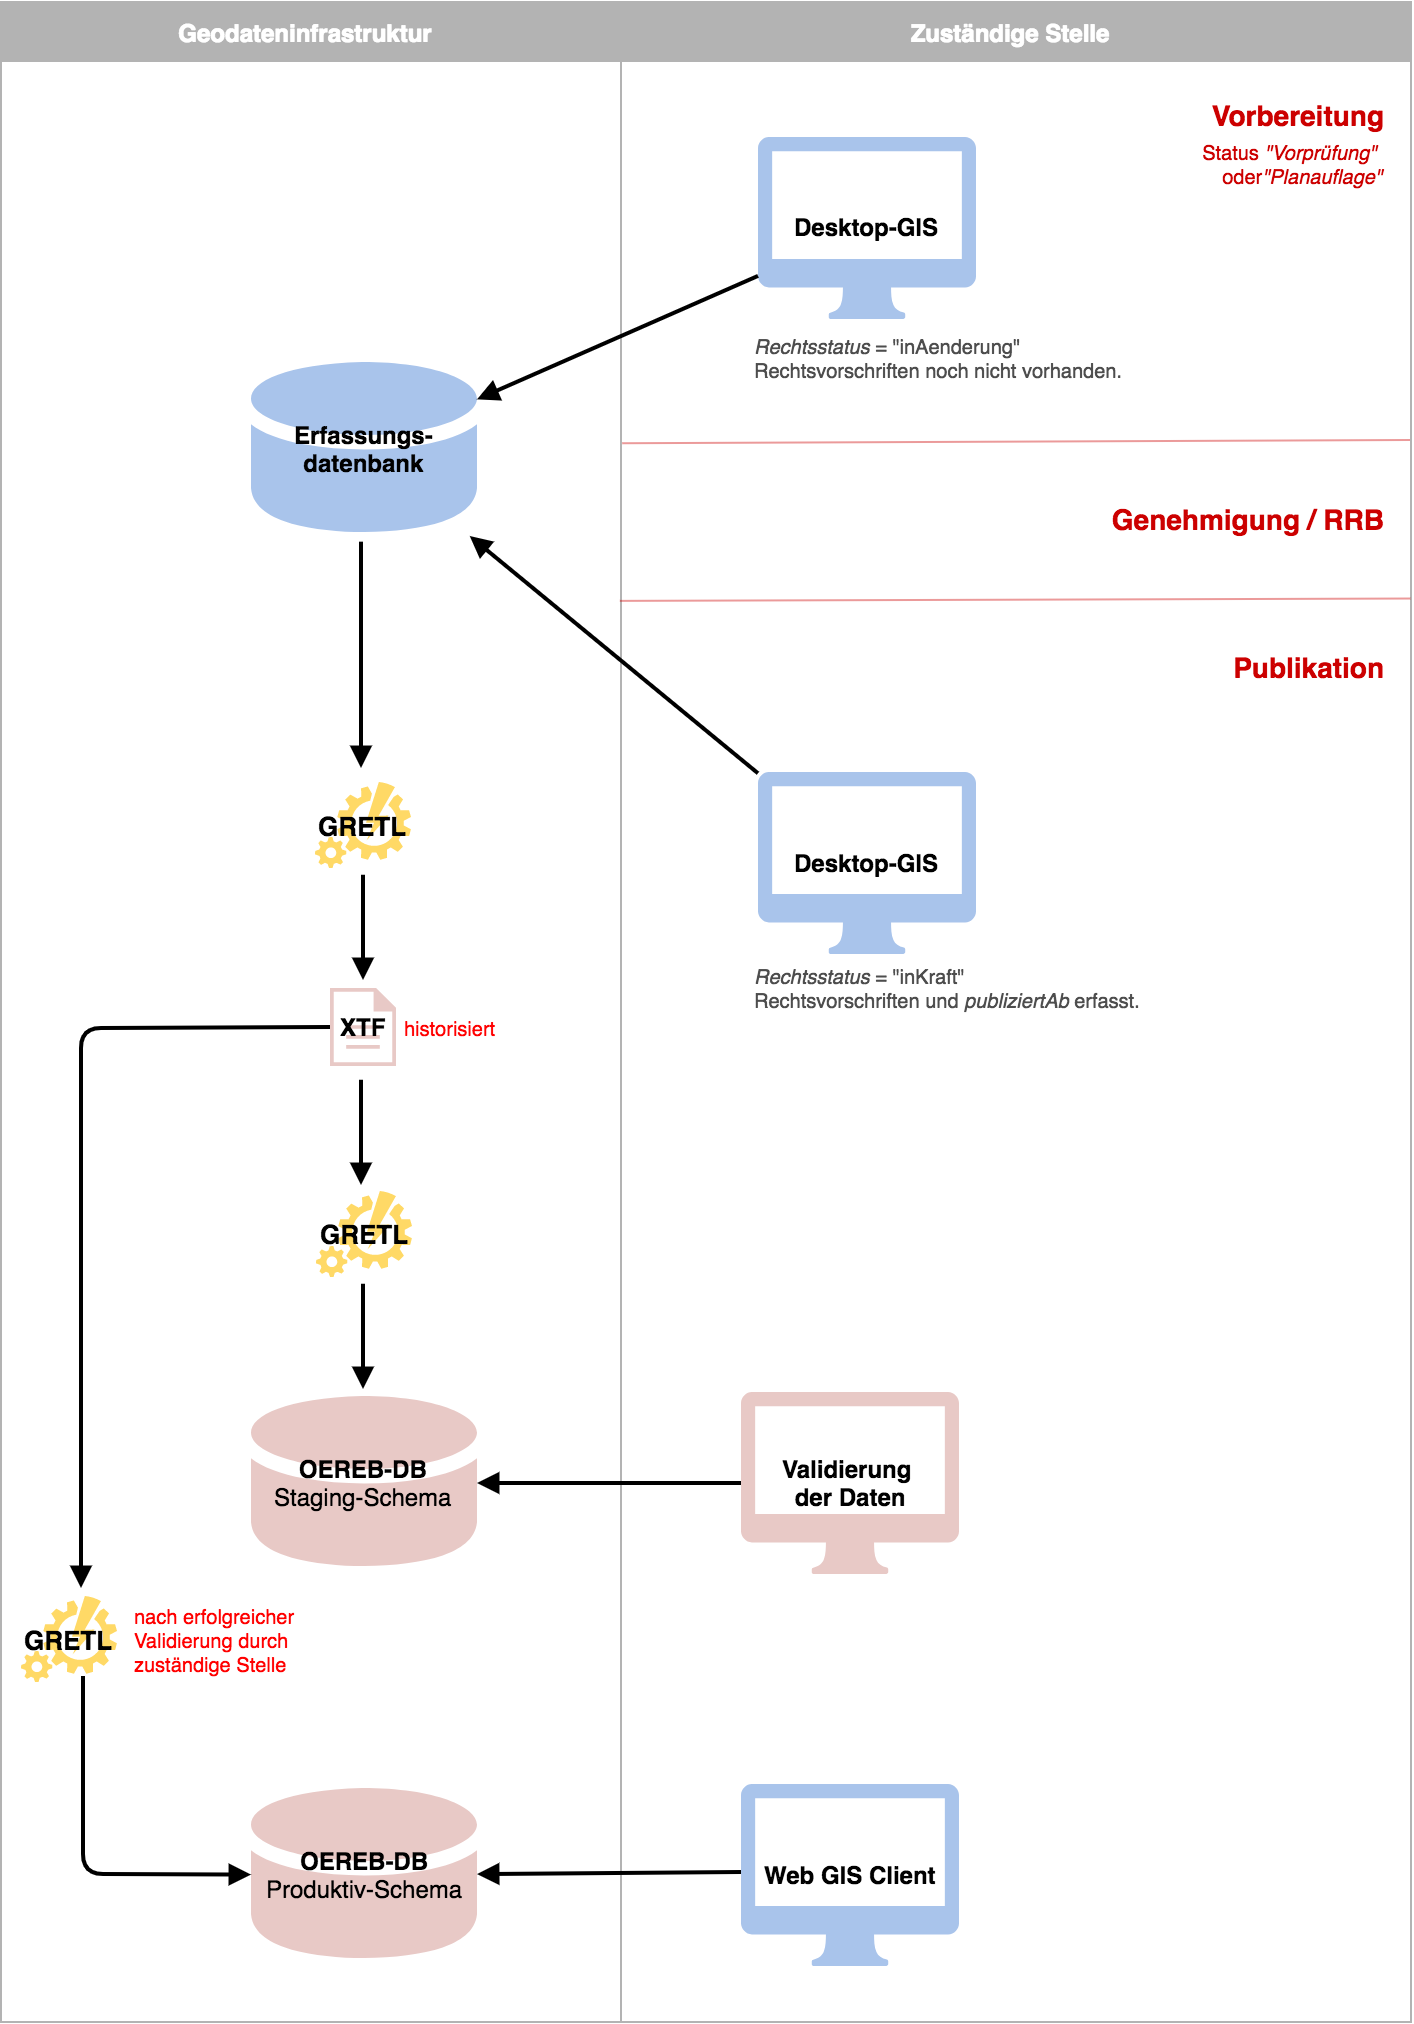 Geodateninfrastruktur
Zuständige Stelle
Vorbereitung
Status "Vorprüfung"
oder"Planauflage"
Desktop-GIS
Rechtsstatus = "inAenderung"
Rechtsvorschriften noch nicht vorhanden.
Erfassungs-
datenbank
Genehmigung / RRB
Publikation
GRETL
Desktop-GIS
Rechtsstatus = "inKraft"
Rechtsvorschriften und publiziertAb erfasst.
XTF
historisiert
GRETL
OEREB-DB
Staging-Schema
Validierung
der Daten
GRETL
nach erfolgreicher
Validierung durch
zuständige Stelle
OEREB-DB
Produktiv-Schema
Web GIS Client